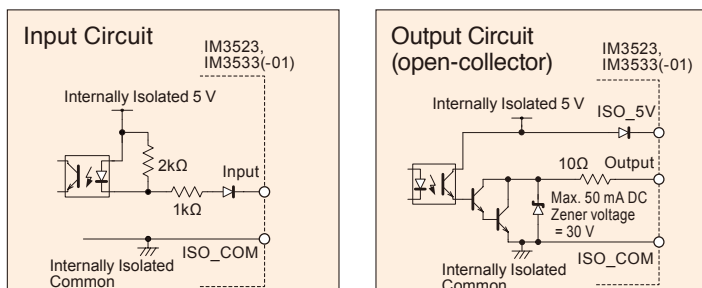 Input Circuit
IM3523,
IM3533(-01)
Internally Isolated 5 V
2kΩ
Input
1kΩ
ISO_COM
Internally Isolated
Common
Output Circuit
(open-collector)
IM3523,
IM3533(-01)
Internally Isolated 5 V
ISO_5V
10Ω
Output
Max. 50 mA DC
Zener voltage
= 30 V
ISO_COM
Internally Isolated
Common